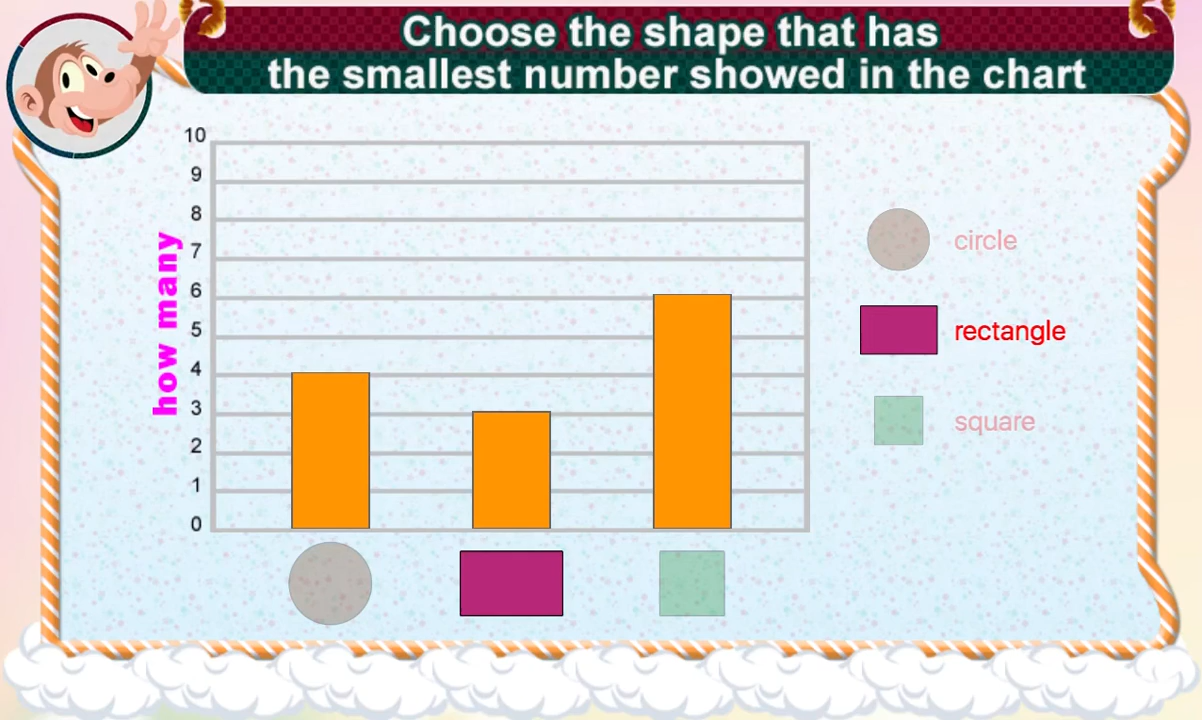 Choose the shape that has
the smallest number showed in the chart
how many
10
9
8
7
6
5
4
3
2
1
0
circle
rectangle
square